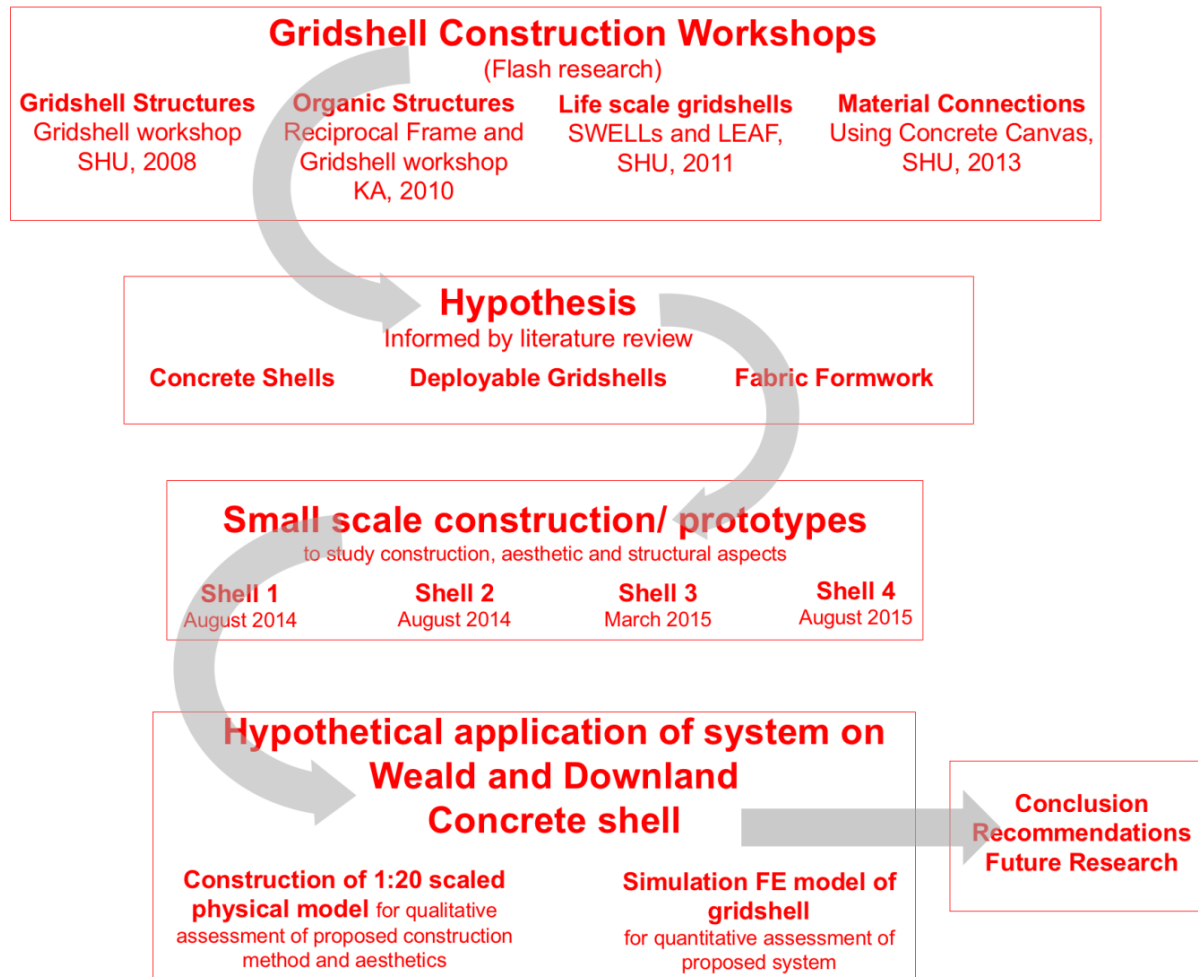 Gridshell Construction Workshops
(Flash research)
Gridshell Structures
Gridshell workshop
SHU, 2008
Organic Structures
Reciprocal Frame and
Gridshell workshop
KA, 2010
Life scale gridshells
SWELLs and LEAF,
SHU, 2011
Material Connections
Using Concrete Canvas,
SHU, 2013
Hypothesis
Informed by literature review
Concrete Shells
Deployable Gridshells
Fabric Formwork
Small scale construction/ prototypes
to study construction, aesthetic and structural aspects
Shell 1
August 2014
Shell 2
August 2014
Shell 3
March 2015
Shell 4
August 2015
Hypothetical application of system on
Weald and Downland
Concrete shell
Construction of 1:20 scaled
physical model for qualitative
assessment of proposed construction
method and aesthetics
Simulation FE model of
gridshell
for quantitative assessment of
proposed system
Conclusion
Recommendations
Future Research